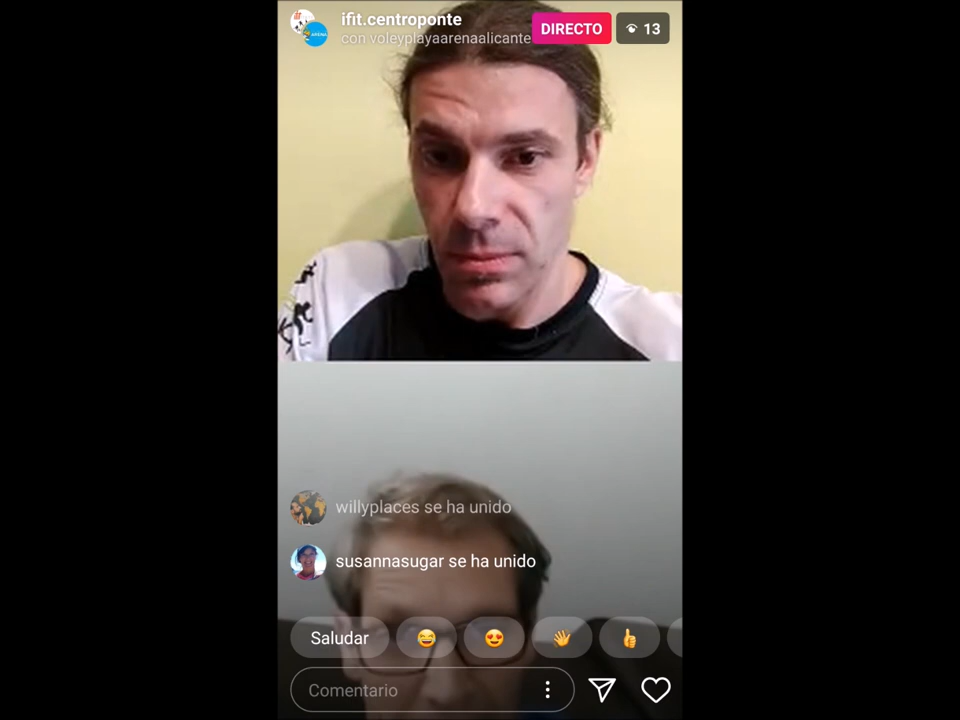 ifit.centroponte
con voleyplayaarenaalicante
DIRECTO
13
willyplaces se ha unido
susannasugar se ha unido
Saludar
Comentario